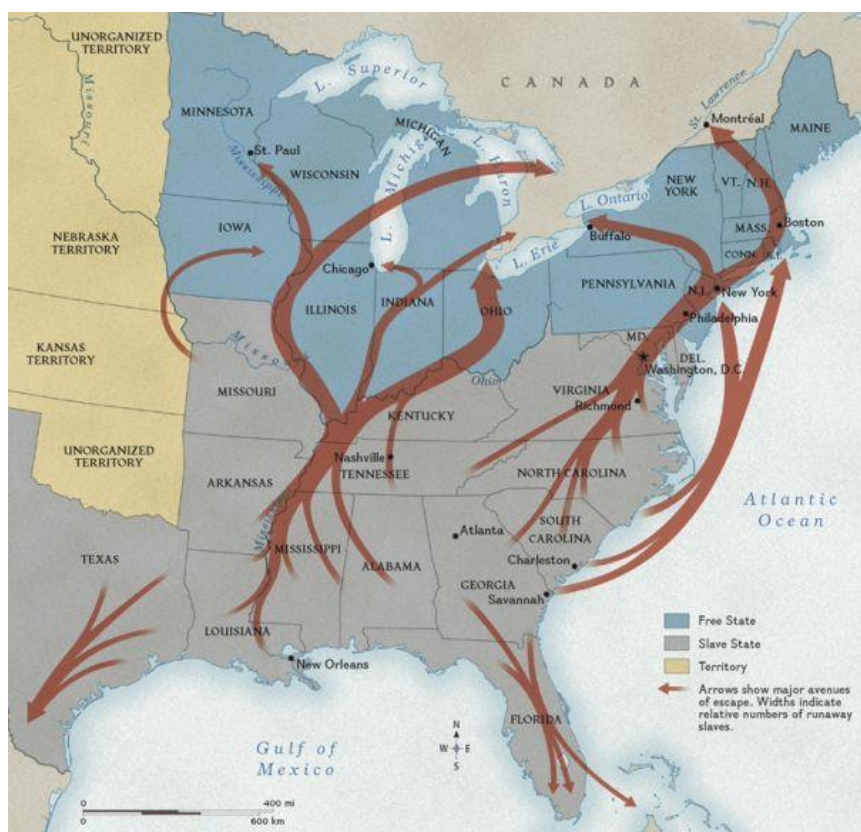 UNORGANIZED
TERRITORY
Missouri
MINNESOTA
St. Paul
Mississippi
L. Superior
CANADA
St. Lawrence
Montréal
MAINE
MICHIGAN
WISCONSIN
L. Michigan
L. Huron
L. Ontario
NEW
YORK
VT.
N.H.
MASS.
Boston
CONN.
R.I.
Buffalo
L. Erie
IOWA
NEBRASKA
TERRITORY
Chicago
ILLINOIS
INDIANA
OHIO
PENNSYLVANIA
N.J.
New York
Philadelphia
KANSAS
TERRITORY
Missouri
MISSOURI
MD.
DEL.
Washington, D.C.
Ohio
VIRGINIA
Richmond
KENTUCKY
UNORGANIZED
TERRITORY
Nashville
TENNESSEE
NORTH CAROLINA
ARKANSAS
SOUTH
CAROLINA
Atlantic
Ocean
Mississippi
MISSISSIPPI
ALABAMA
Atlanta
Charleston
GEORGIA
Savannah
TEXAS
LOUISIANA
New Orleans
FLORIDA
Gulf of
Mexico
N
W
E
S
0
400 mi
0
600 km
Free State
Slave State
Territory
Arrows show major avenues
of escape. Widths indicate
relative numbers of runaway
slaves.